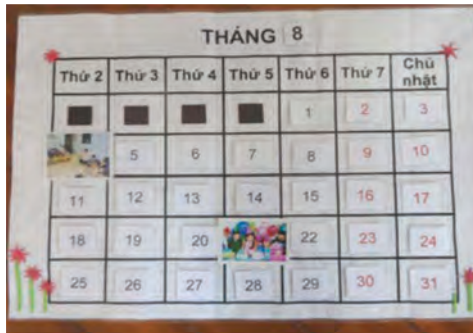 THÁNG 8
Thứ 2 Thứ 3 Thứ 4 Thứ 5 Thứ 6 Thứ 7 Chủ nhật
1 2 3
5 6 7 8 9 10
11 12 13 14 15 16 17
18 19 20 22 23 24
25 26 27 28 29 30 31